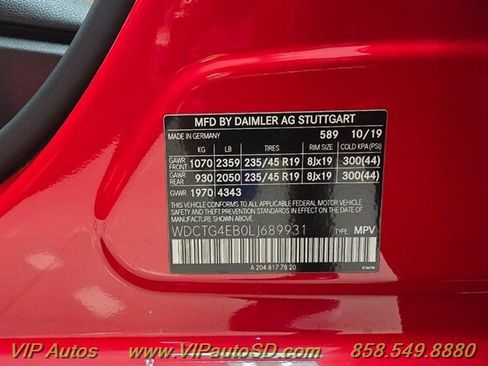 MFD BY DAIMLER AG STUTTGART
MADE IN GERMANY 589 10/19
TIRES RIM SIZE COLD KPA (PSI)
GAWR FRONT KG 1070 LB 2359 235/45 R19 8Jx19 300(44)
GAWR REAR 930 2050 235/45 R19 8Jx19 300(44)
GVWR 1970 4343
THIS VEHICLE CONFORMS TO ALL APPLICABLE FEDERAL MOTOR VEHICLE
SAFETY, BUMPER, AND THEFT PREVENTION STANDARDS IN EFFECT ON THE
DATE OF MANUFACTURE SHOWN ABOVE.
WDCTG4EB0LJ689931 TYPE: MPV
A 204 817 78 20
VIP Autos www.VIPautoSD.com 858.549.8880